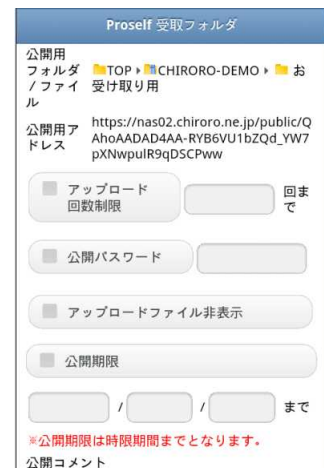 Proself 受取フォルダ
公開用
フォルダ
/ファイ
ル
TOP CHIRORO-DEMO お
受け取り用
公開用ア
ドレス
https://nas02.chiroro.ne.jp/public/Q
AhoAADAD4AA-RYB6VU1bZQd_YW7
pXNwpulR9qDSCPww
アップロード
回数制限
回ま
で
公開パスワード
アップロードファイル非表示
公開期限
/ / まで
※公開期限は時限期間までとなります。
公開コメント